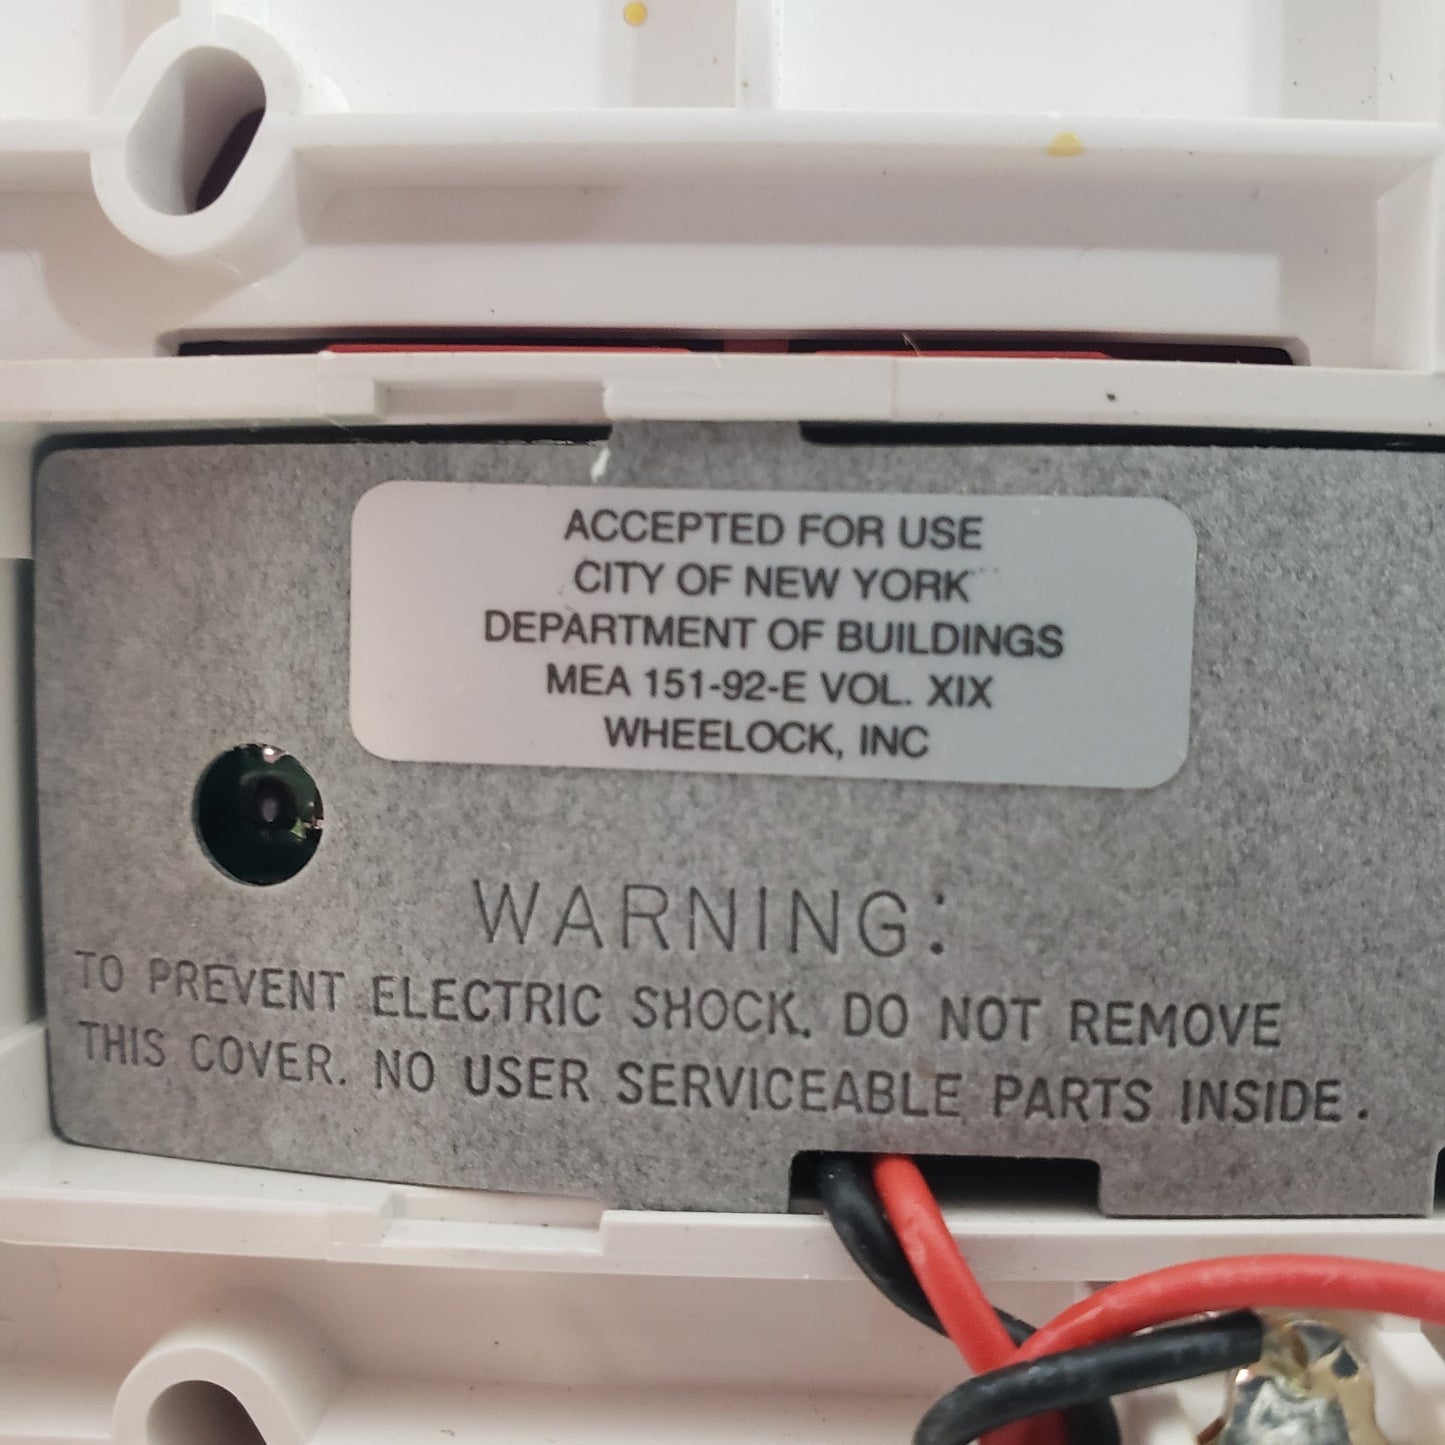 ACCEPTED FOR USE
CITY OF NEW YORK
DEPARTMENT OF BUILDINGS
MEA 151-92-E VOL. XIX
WHEELOCK, INC
WARNING:
TO PREVENT ELECTRIC SHOCK. DO NOT REMOVE
THIS COVER. NO USER SERVICEABLE PARTS INSIDE.